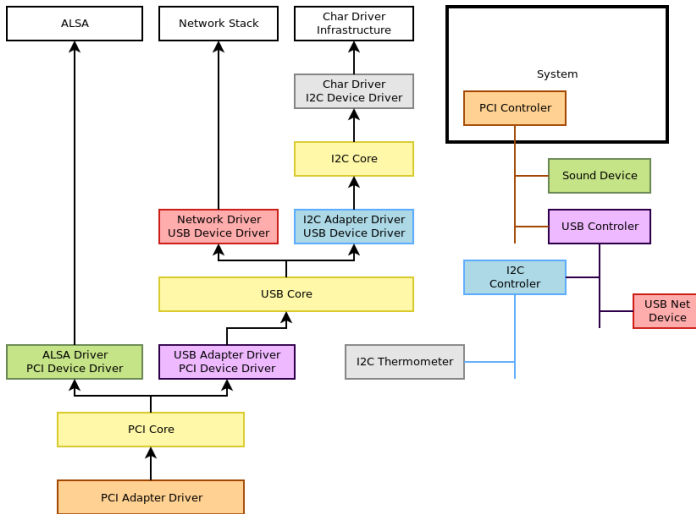 ALSA
Network Stack
Char Driver
Infrastructure
Char Driver
I2C Device Driver
I2C Core
Network Driver
USB Device Driver
I2C Adapter Driver
USB Device Driver
USB Core
ALSA Driver
PCI Device Driver
USB Adapter Driver
PCI Device Driver
PCI Core
PCI Adapter Driver
System
PCI Controler
Sound Device
USB Controler
I2C
Controler
USB Net
Device
I2C Thermometer